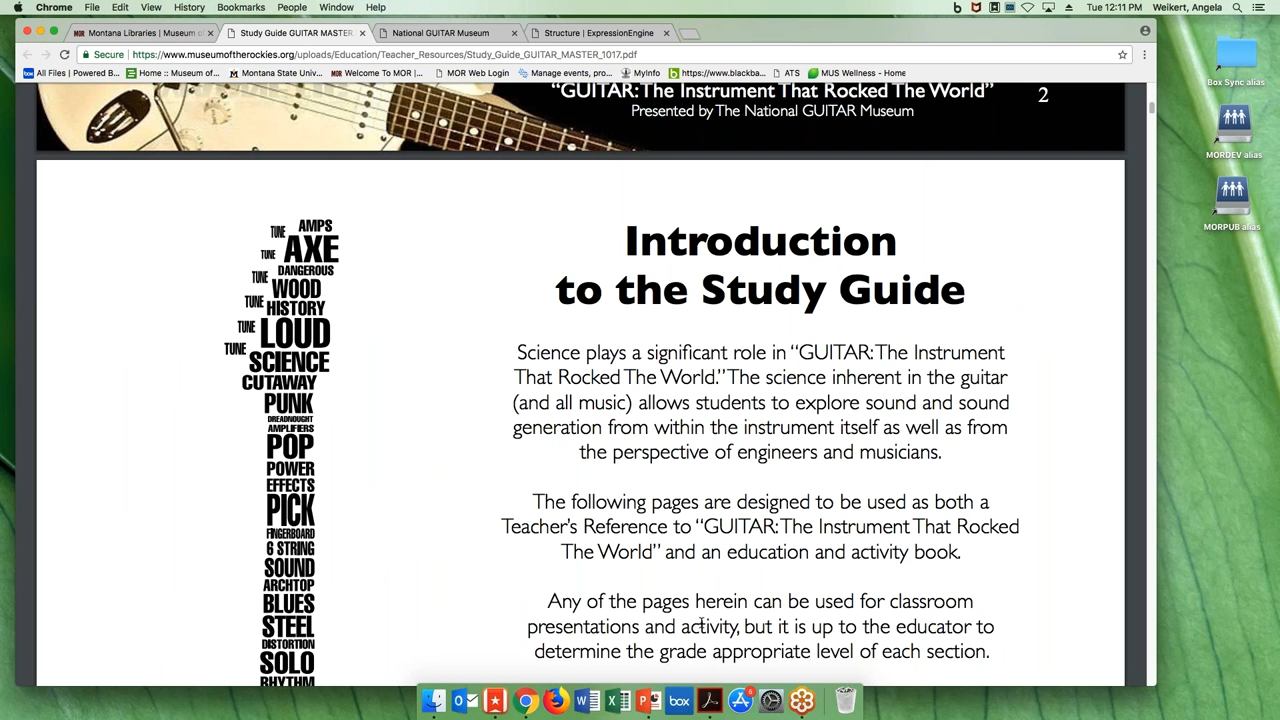 Chrome File Edit View History Bookmarks People Window Help Tue 12:11 PM Weikert, Angela
Montana Libraries | Museum o
Study Guide GUITAR MASTER
National GUITAR Museum
Structure | ExpressionEngine
Secure https://www.museumoftherockies.org/uploads/Education/Teacher_Resources/Study_Guide_GUITAR_MASTER_1017.pdf
All Files | Powered B... Home :: Museum of... Montana State Univ... Welcome To MOR |... MOR Web Login Manage events, pro... MyInfo https://www.blackba... ATS MUS Wellness - Home
Box Sync alias
MORDEV alias
MORPUB alias
“GUITAR: The Instrument That Rocked The World”
2
Presented by The National GUITAR Museum
TUNE AMPS
TUNE AXE
DANGEROUS
TUNE WOOD
TUNE HISTORY
TUNE LOUD
TUNE SCIENCE
CUTAWAY
PUNK
DREADNOUGHT
AMPLIFIERS
POP
POWER
EFFECTS
PICK
FINGERBOARD
6 STRING
SOUND
ARCHTOP
BLUES
STEEL
DISTORTION
SOLO
RHYTHM
Introduction
to the Study Guide
Science plays a significant role in “GUITAR: The Instrument
That Rocked The World.” The science inherent in the guitar
(and all music) allows students to explore sound and sound
generation from within the instrument itself as well as from
the perspective of engineers and musicians.
The following pages are designed to be used as both a
Teacher’s Reference to “GUITAR: The Instrument That Rocked
The World” and an education and activity book.
Any of the pages herein can be used for classroom
presentations and activity, but it is up to the educator to
determine the grade appropriate level of each section.
box
6